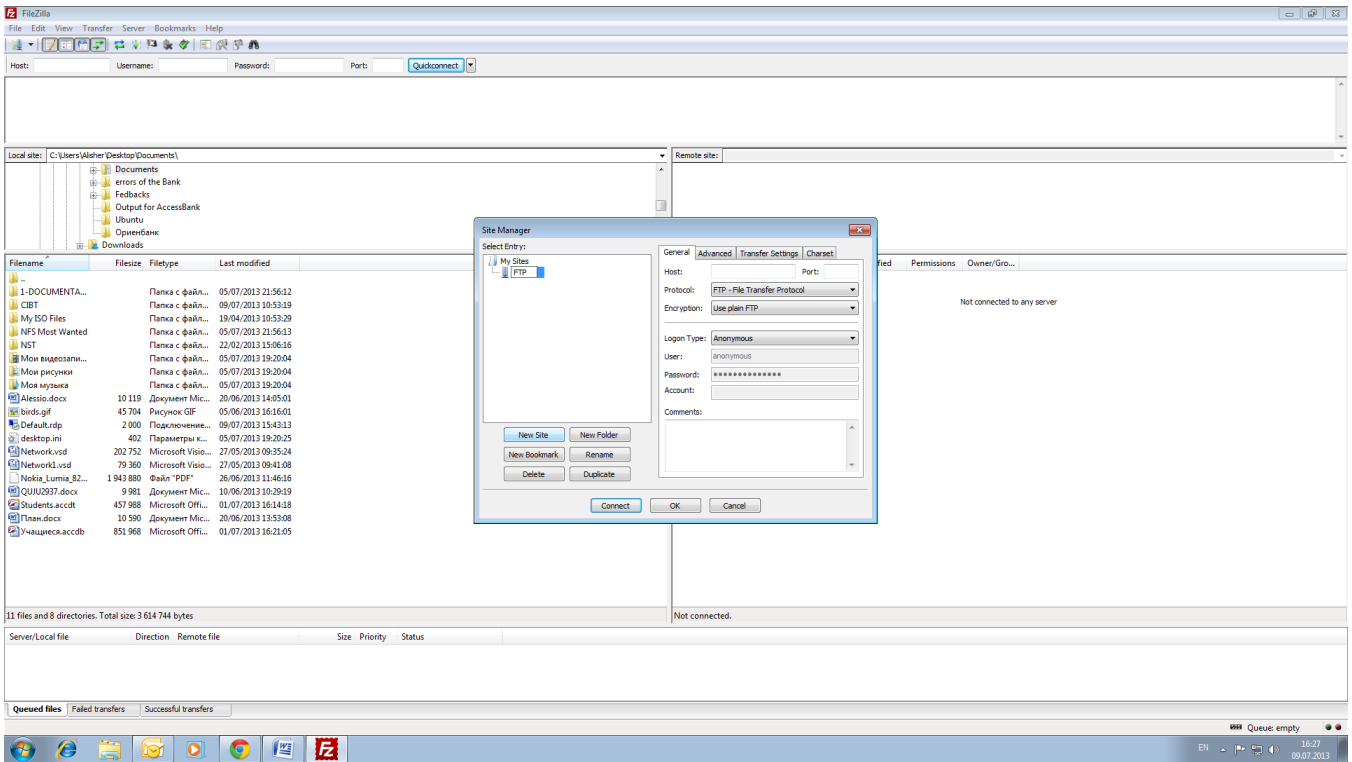 FileZilla
File Edit View Transfer Server Bookmarks Help
Host: Username: Password: Port: Quickconnect
Local site: C:\Users\Alisher\Desktop\Documents\
Remote site:
Documents
errors of the Bank
Fedbacks
Output for AccessBank
Ubuntu
Ориенбанк
Downloads
Filename Filesize Filetype Last modified
..
1-DOCUMENTA... Папка с файл... 05/07/2013 21:56:12
CIBT Папка с файл... 09/07/2013 10:53:19
My ISO Files Папка с файл... 19/04/2013 10:53:29
NFS Most Wanted Папка с файл... 05/07/2013 21:56:13
NST Папка с файл... 22/02/2013 15:06:16
Мои видеозапи... Папка с файл... 05/07/2013 19:20:04
Мои рисунки Папка с файл... 05/07/2013 19:20:04
Моя музыка Папка с файл... 05/07/2013 19:20:04
Alessio.docx 10 119 Документ Mic... 20/06/2013 14:05:01
birds.gif 45 704 Рисунок GIF 05/06/2013 16:16:01
Default.rdp 2 000 Подключение... 09/07/2013 15:43:13
desktop.ini 402 Параметры к... 05/07/2013 19:20:25
Network.vsd 202 752 Microsoft Visio... 27/05/2013 09:35:24
Network1.vsd 79 360 Microsoft Visio... 27/05/2013 09:41:08
Nokia_Lumia_82... 1 943 880 Файл "PDF" 26/06/2013 11:46:16
QUJU2937.docx 9 981 Документ Mic... 10/06/2013 10:29:19
Students.accdt 457 988 Microsoft Offi... 01/07/2013 16:14:18
План.docx 10 590 Документ Mic... 20/06/2013 13:53:08
Учащиеся.accdb 851 968 Microsoft Offi... 01/07/2013 16:21:05
11 files and 8 directories. Total size: 3 614 744 bytes
Site Manager
Select Entry:
My Sites
FTP
New Site New Folder
New Bookmark Rename
Delete Duplicate
General Advanced Transfer Settings Charset
Host: Port:
Protocol: FTP - File Transfer Protocol
Encryption: Use plain FTP
Logon Type: Anonymous
User: anonymous
Password: ••••••••••••••
Account:
Comments:
Connect OK Cancel
fied Permissions Owner/Gro...
Not connected to any server
Not connected.
Server/Local file Direction Remote file Size Priority Status
Queued files Failed transfers Successful transfers
Queue: empty
EN 16:27
09.07.2013